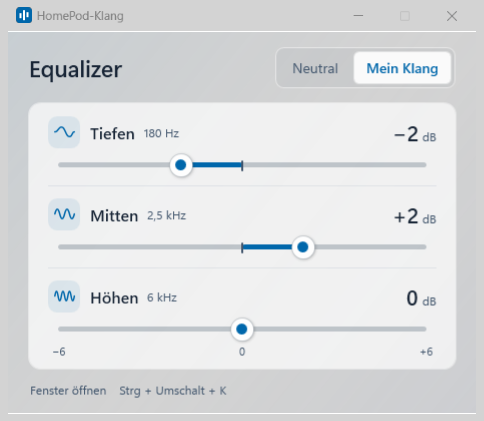 HomePod-Klang
Equalizer
Neutral
Mein Klang
Tiefen 180 Hz
−2 dB
Mitten 2,5 kHz
+2 dB
Höhen 6 kHz
0 dB
−6 0 +6
Fenster öffnen Strg + Umschalt + K